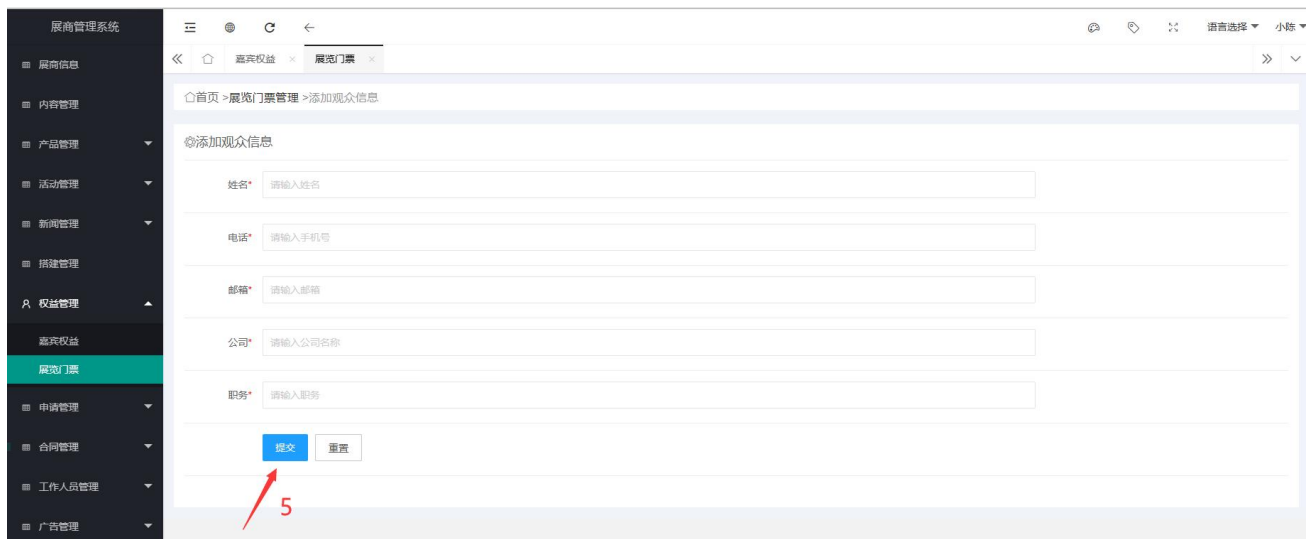 展商管理系统
语言选择 小陈
展商信息
嘉宾权益 × 展览门票 ×
内容管理
首页 >展览门票管理 >添加观众信息
产品管理
添加观众信息
活动管理
姓名* 请输入姓名
新闻管理
电话* 请输入手机号
搭建管理
邮箱* 请输入邮箱
权益管理
嘉宾权益
公司* 请输入公司名称
展览门票
职务* 请输入职务
申请管理
合同管理
提交 重置
工作人员管理
5
广告管理